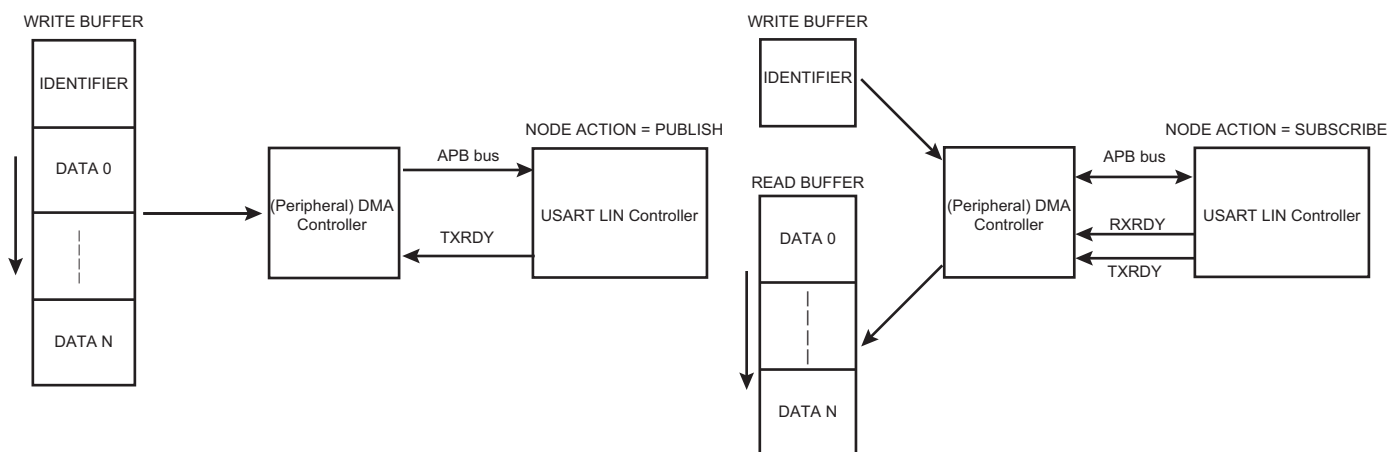 WRITE BUFFER
IDENTIFIER
DATA 0
DATA N
(Peripheral) DMA
Controller
APB bus
TXRDY
NODE ACTION = PUBLISH
USART LIN Controller
WRITE BUFFER
IDENTIFIER
READ BUFFER
DATA 0
DATA N
(Peripheral) DMA
Controller
APB bus
RXRDY
TXRDY
NODE ACTION = SUBSCRIBE
USART LIN Controller